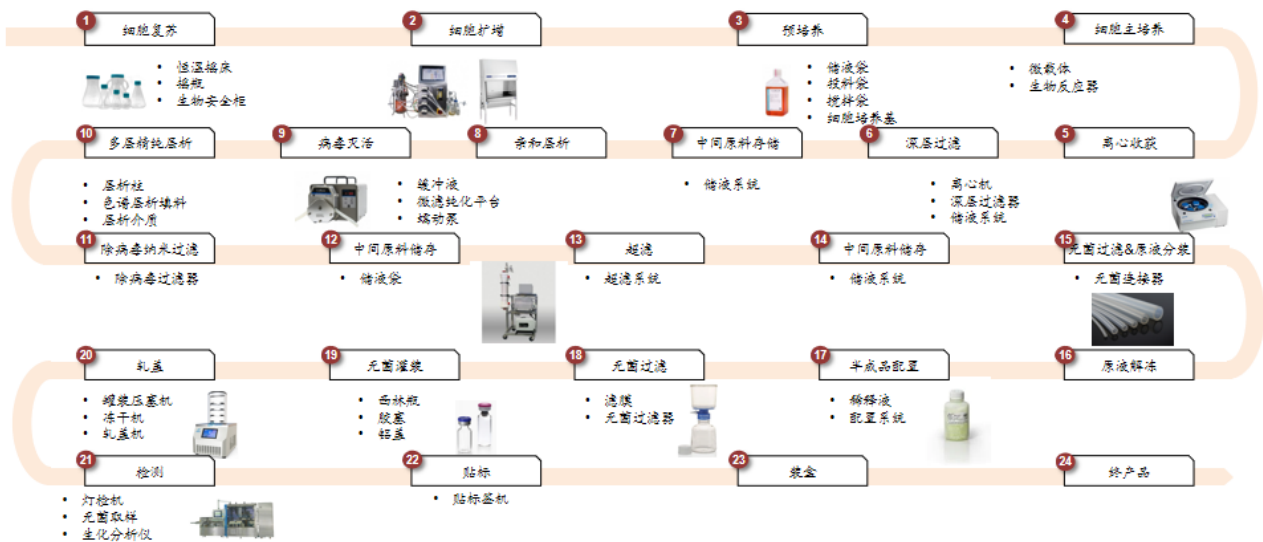 1 细胞复苏
• 恒温摇床
• 摇瓶
• 生物安全柜
2 细胞扩增
3 预培养
• 储液袋
• 投料袋
• 搅拌袋
• 细胞培养基
4 细胞主培养
• 微载体
• 生物反应器
5 离心收获
6 深层过滤
• 离心机
• 深层过滤器
• 储液系统
7 中间原料存储
• 储液系统
8 亲和层析
9 病毒灭活
• 缓冲液
• 微滤纯化平台
• 蠕动泵
10 多层精纯层析
• 层析柱
• 色谱层析填料
• 层析介质
11 除病毒纳米过滤
• 除病毒过滤器
12 中间原料储存
• 储液袋
13 超滤
• 超滤系统
14 中间原料储存
• 储液系统
15 无菌过滤&原液分装
• 无菌连接器
16 原液解冻
17 半成品配置
• 稀释液
• 配置系统
18 无菌过滤
• 滤膜
• 无菌过滤器
19 无菌灌装
• 西林瓶
• 胶塞
• 铝盖
20 轧盖
• 罐装压塞机
• 冻干机
• 轧盖机
21 检测
• 灯检机
• 无菌取样
• 生化分析仪
22 贴标
• 贴标签机
23 装盒
24 终产品